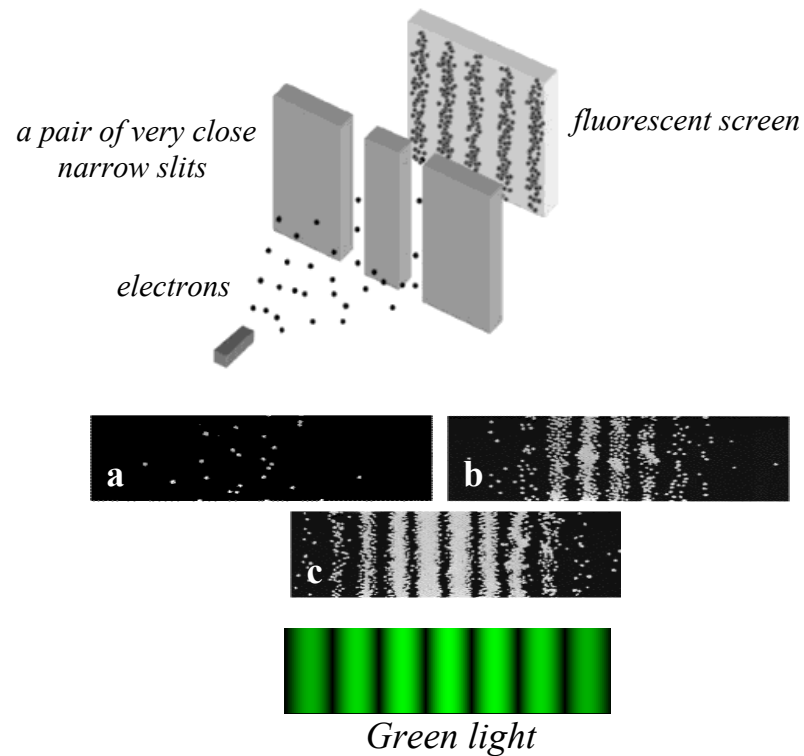 a pair of very close
narrow slits
fluorescent screen
electrons
a
b
c
Green light